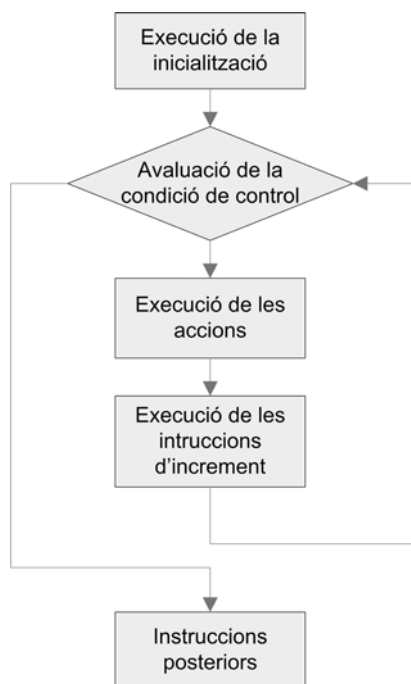 Execució de la
inicialització
Avaluació de la
condició de control
Execució de les
accions
Execució de les
intruccions
d'increment
Instruccions
posteriors